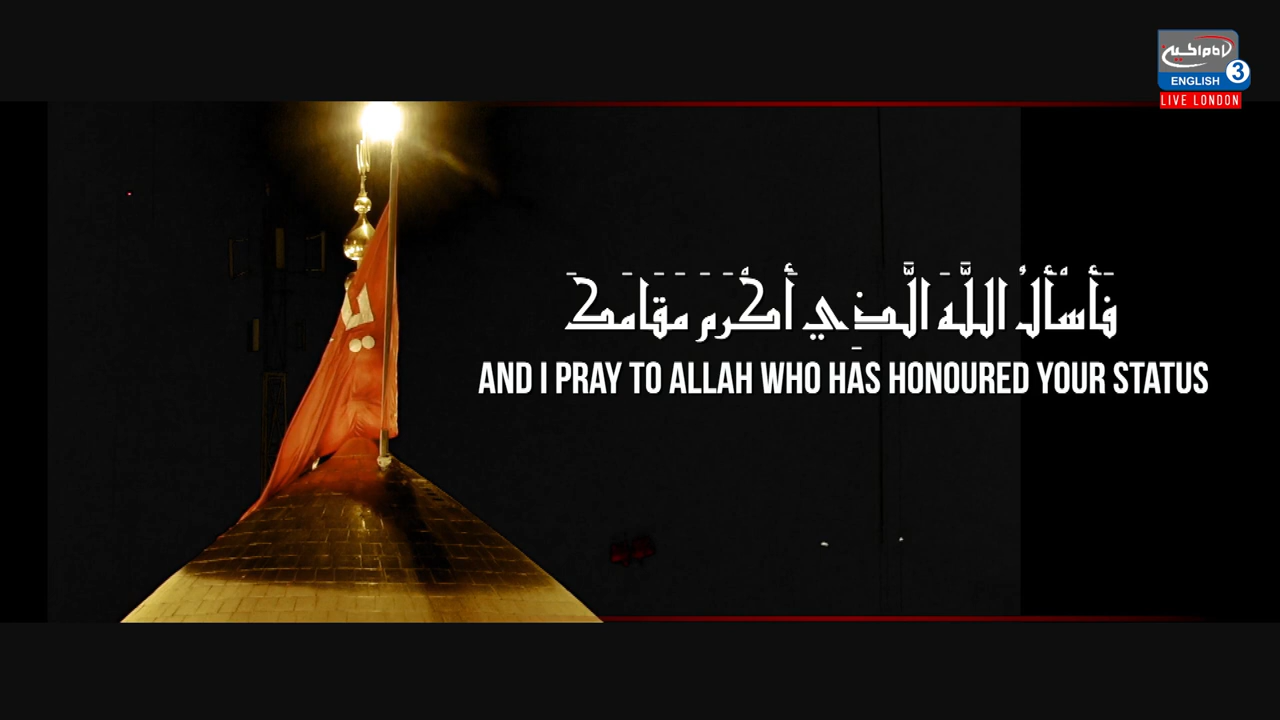 ENGLISH 3
LIVE LONDON
فَأَسْأَلُ اللَّهَ الَّذِي أَكْرَمَ مَقَامَكَ
AND I PRAY TO ALLAH WHO HAS HONOURED YOUR STATUS